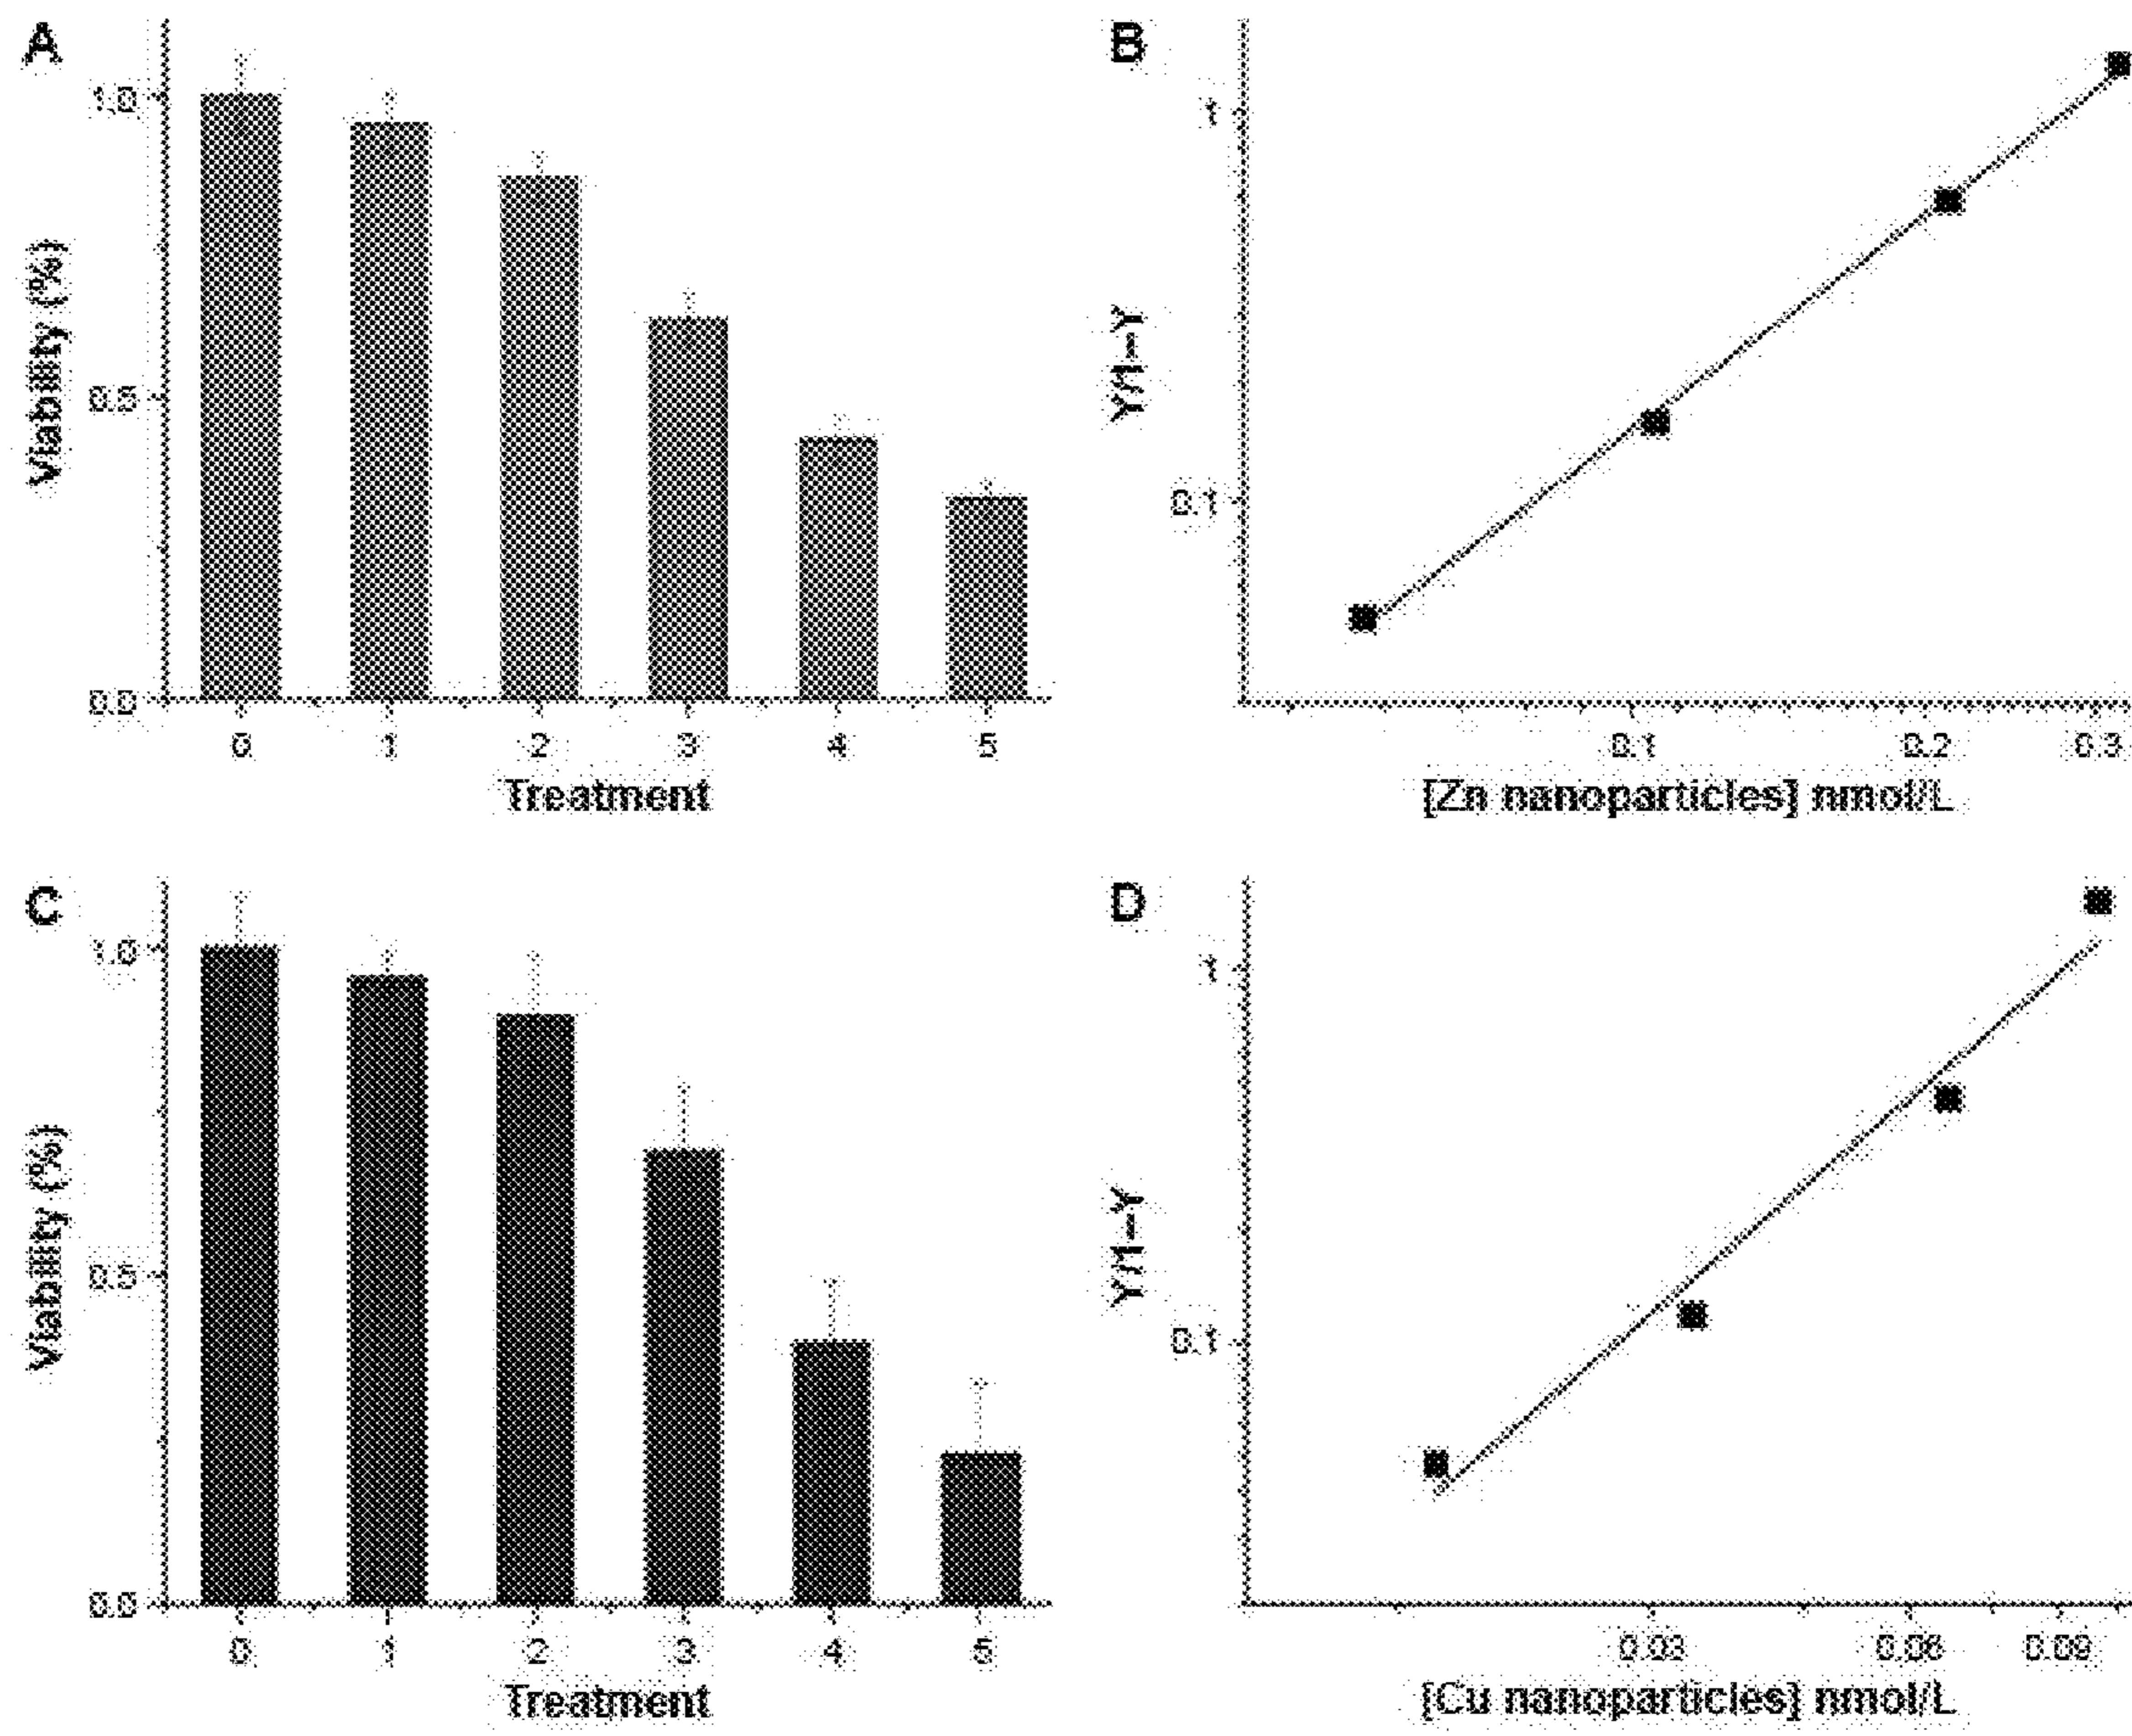 A
Viability (%)
1.0
0.5
0.0
0 1 2 3 4 5
Treatment
B
Y/1–Y
1
0.1
0.1 0.2 0.3
[Zn nanoparticles] nmol/L
C
Viability (%)
1.0
0.5
0.0
0 1 2 3 4 5
Treatment
D
Y/1–Y
1
0.1
0.03 0.06 0.09
[Cu nanoparticles] nmol/L